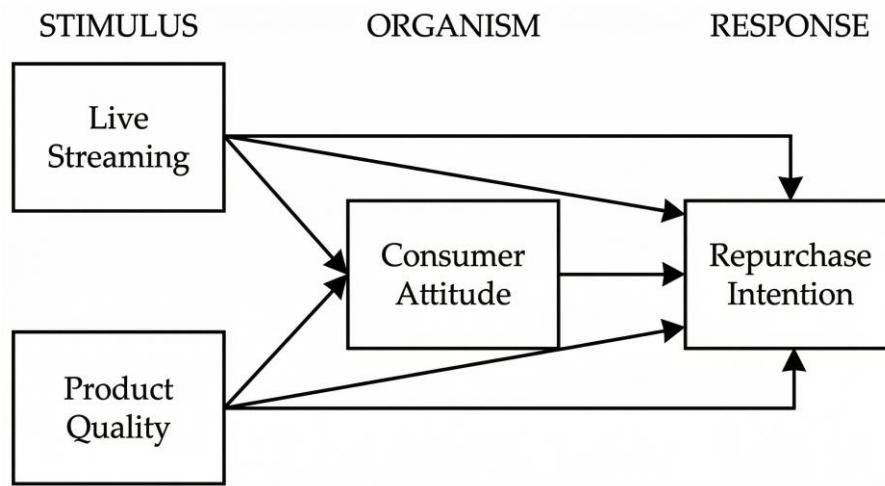 STIMULUS
ORGANISM
RESPONSE
Live
Streaming
Consumer
Attitude
Repurchase
Intention
Product
Quality